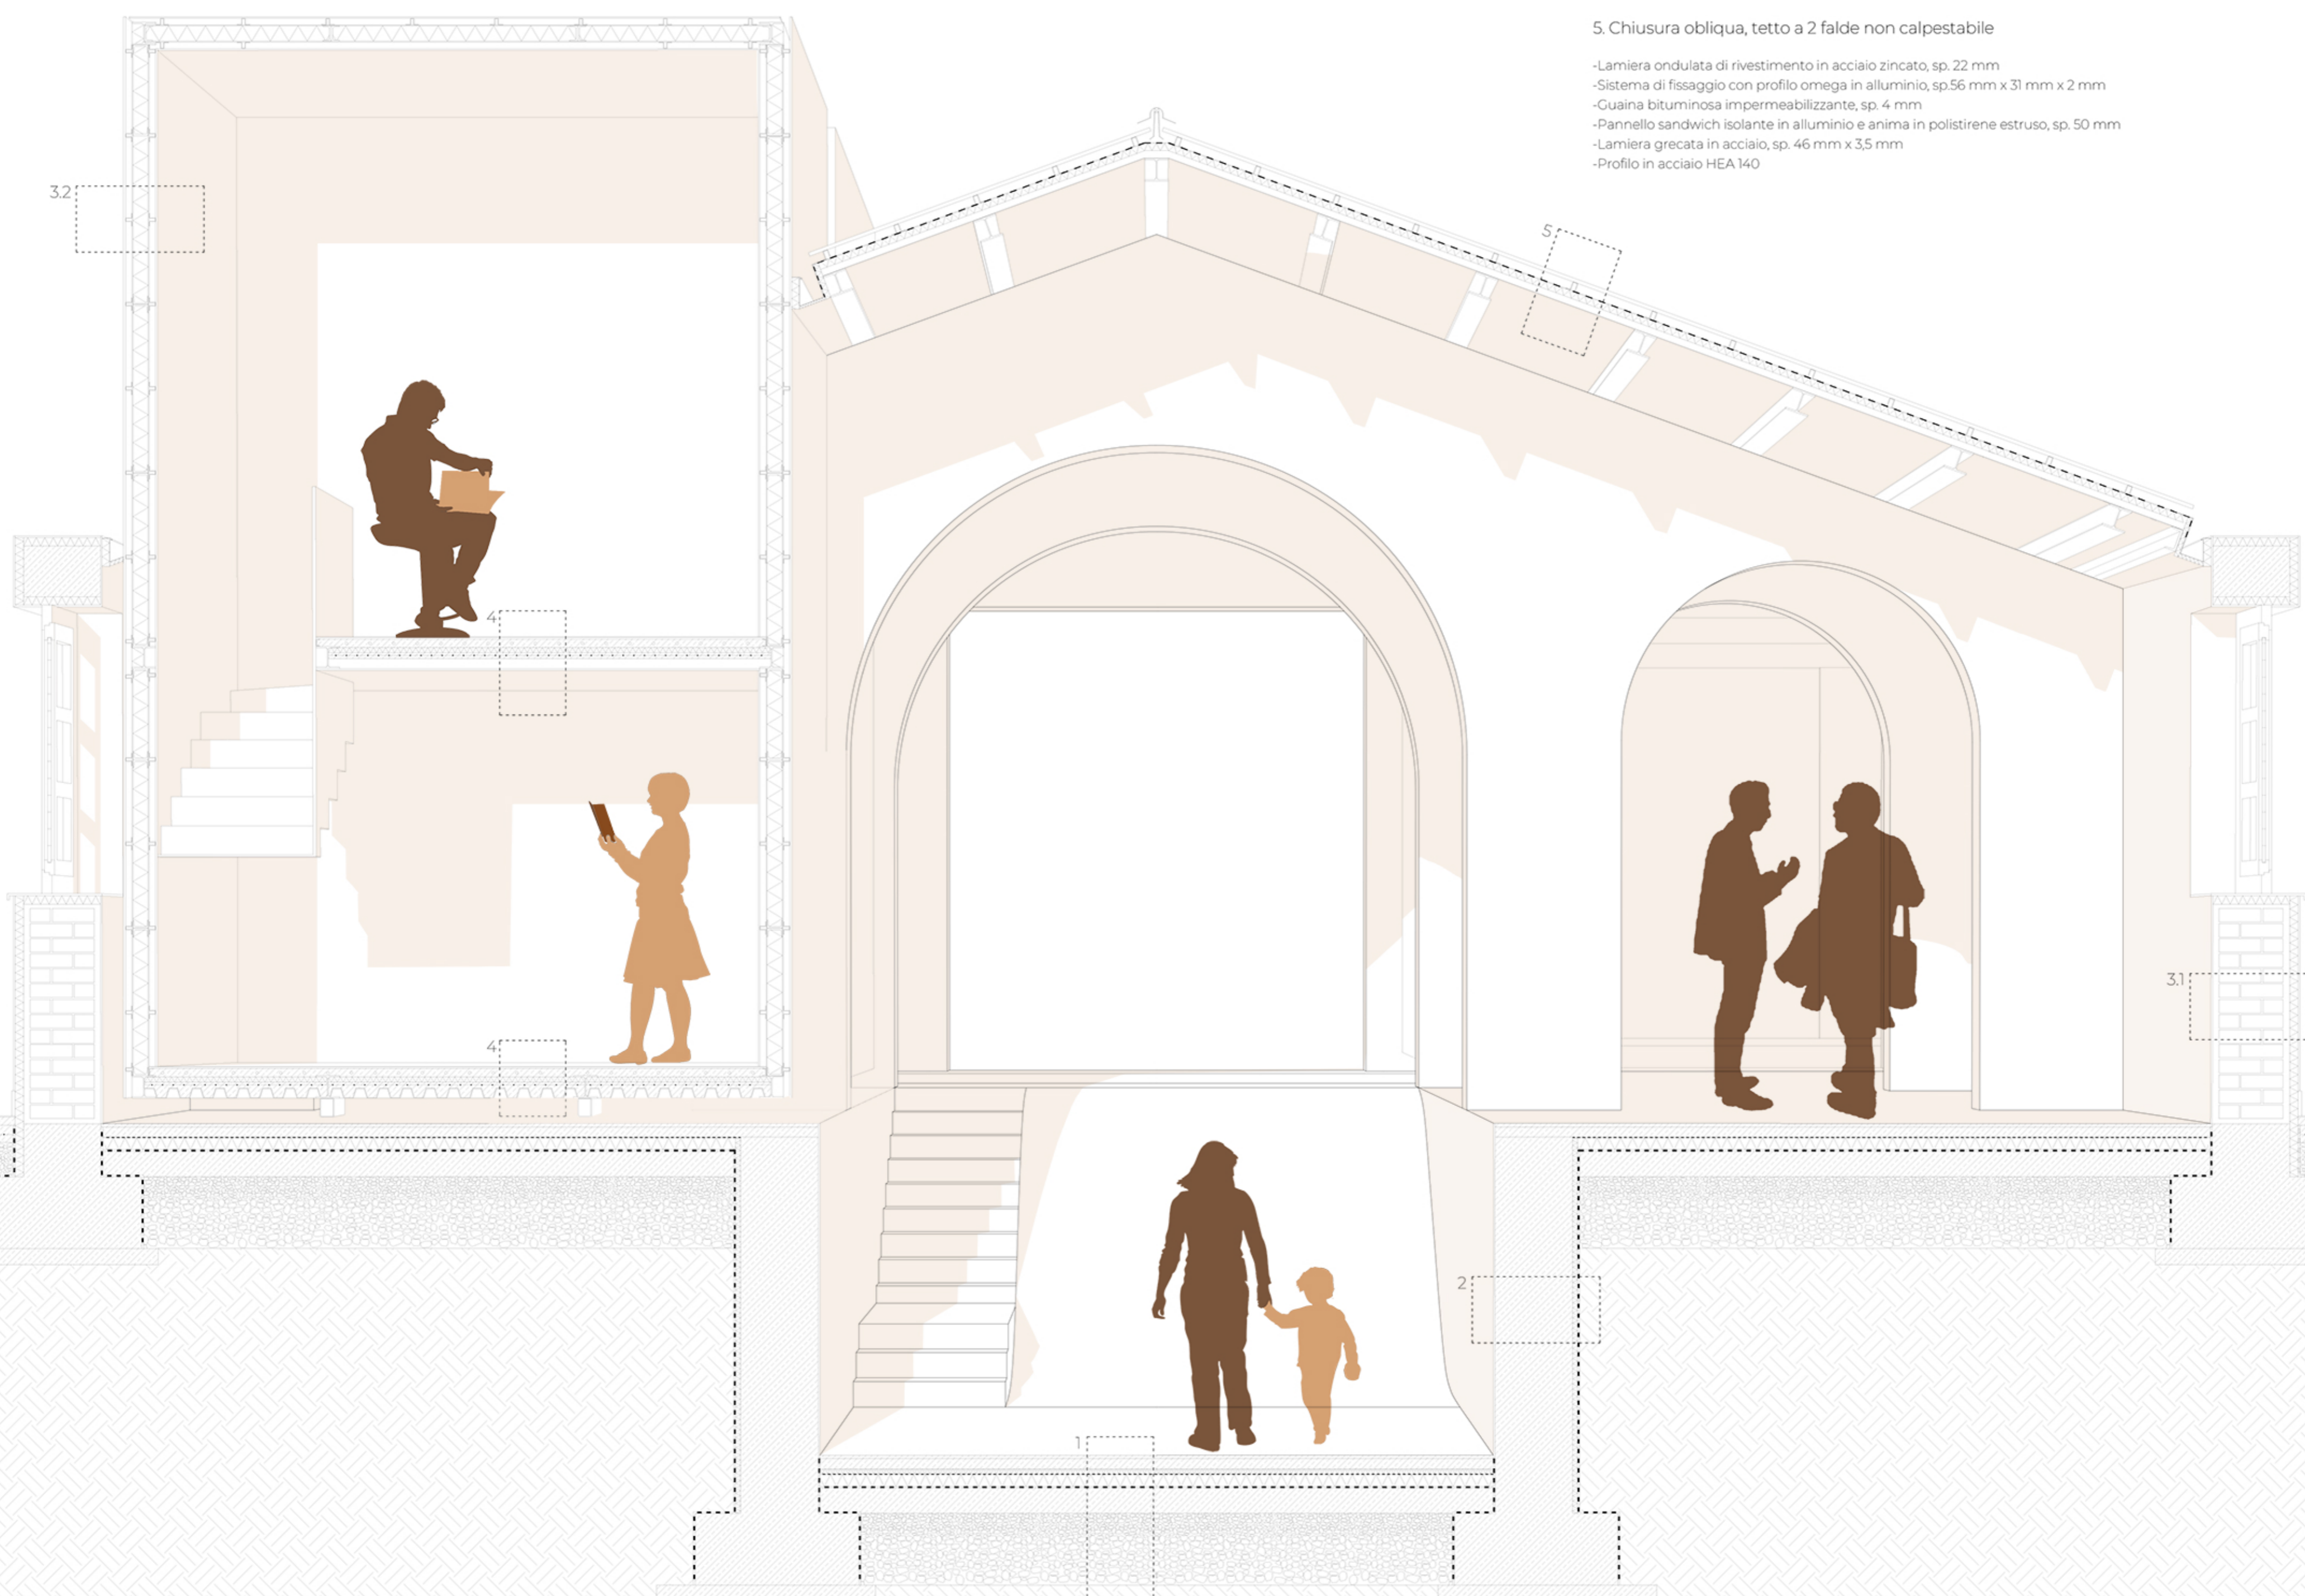 5. Chiusura obliqua, tetto a 2 falde non calpestabile
-Lamiera ondulata di rivestimento in acciaio zincato, sp. 22 mm
-Sistema di fissaggio con profilo omega in alluminio, sp.56 mm x 31 mm x 2 mm
-Guaina bituminosa impermeabilizzante, sp. 4 mm
-Pannello sandwich isolante in alluminio e anima in polistirene estruso, sp. 50 mm
-Lamiera grecata in acciaio, sp. 46 mm x 3,5 mm
-Profilo in acciaio HEA 140
3.2
5
4
3.1
4
2
1